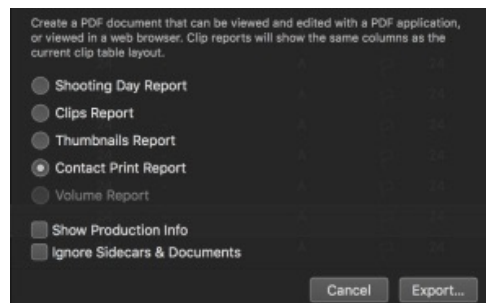 Create a PDF document that can be viewed and edited with a PDF application,
or viewed in a web browser. Clip reports will show the same columns as the
current clip table layout.
Shooting Day Report
Clips Report
Thumbnails Report
Contact Print Report
Volume Report
Show Production Info
Ignore Sidecars & Documents
Cancel
Export...